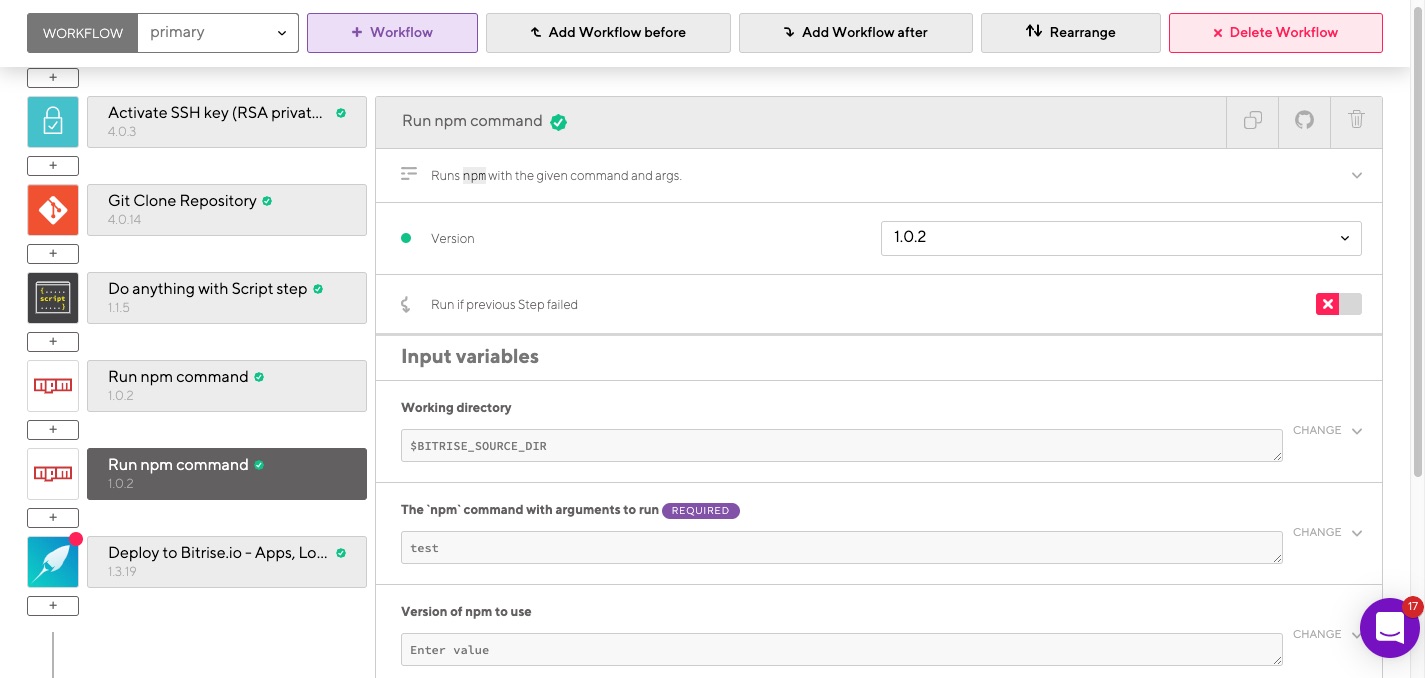 WORKFLOW primary + Workflow Add Workflow before Add Workflow after Rearrange Delete Workflow
+
Activate SSH key (RSA privat...
4.0.3
+
Git Clone Repository
4.0.14
+
{.....
script
.....}
Do anything with Script step
1.1.5
+
npm
Run npm command
1.0.2
+
npm
Run npm command
1.0.2
+
Deploy to Bitrise.io - Apps, Lo...
1.3.19
+
Run npm command
Runs npm with the given command and args.
Version 1.0.2
Run if previous Step failed
Input variables
Working directory
$BITRISE_SOURCE_DIR CHANGE
The `npm` command with arguments to run REQUIRED
test CHANGE
Version of npm to use
Enter value CHANGE
17